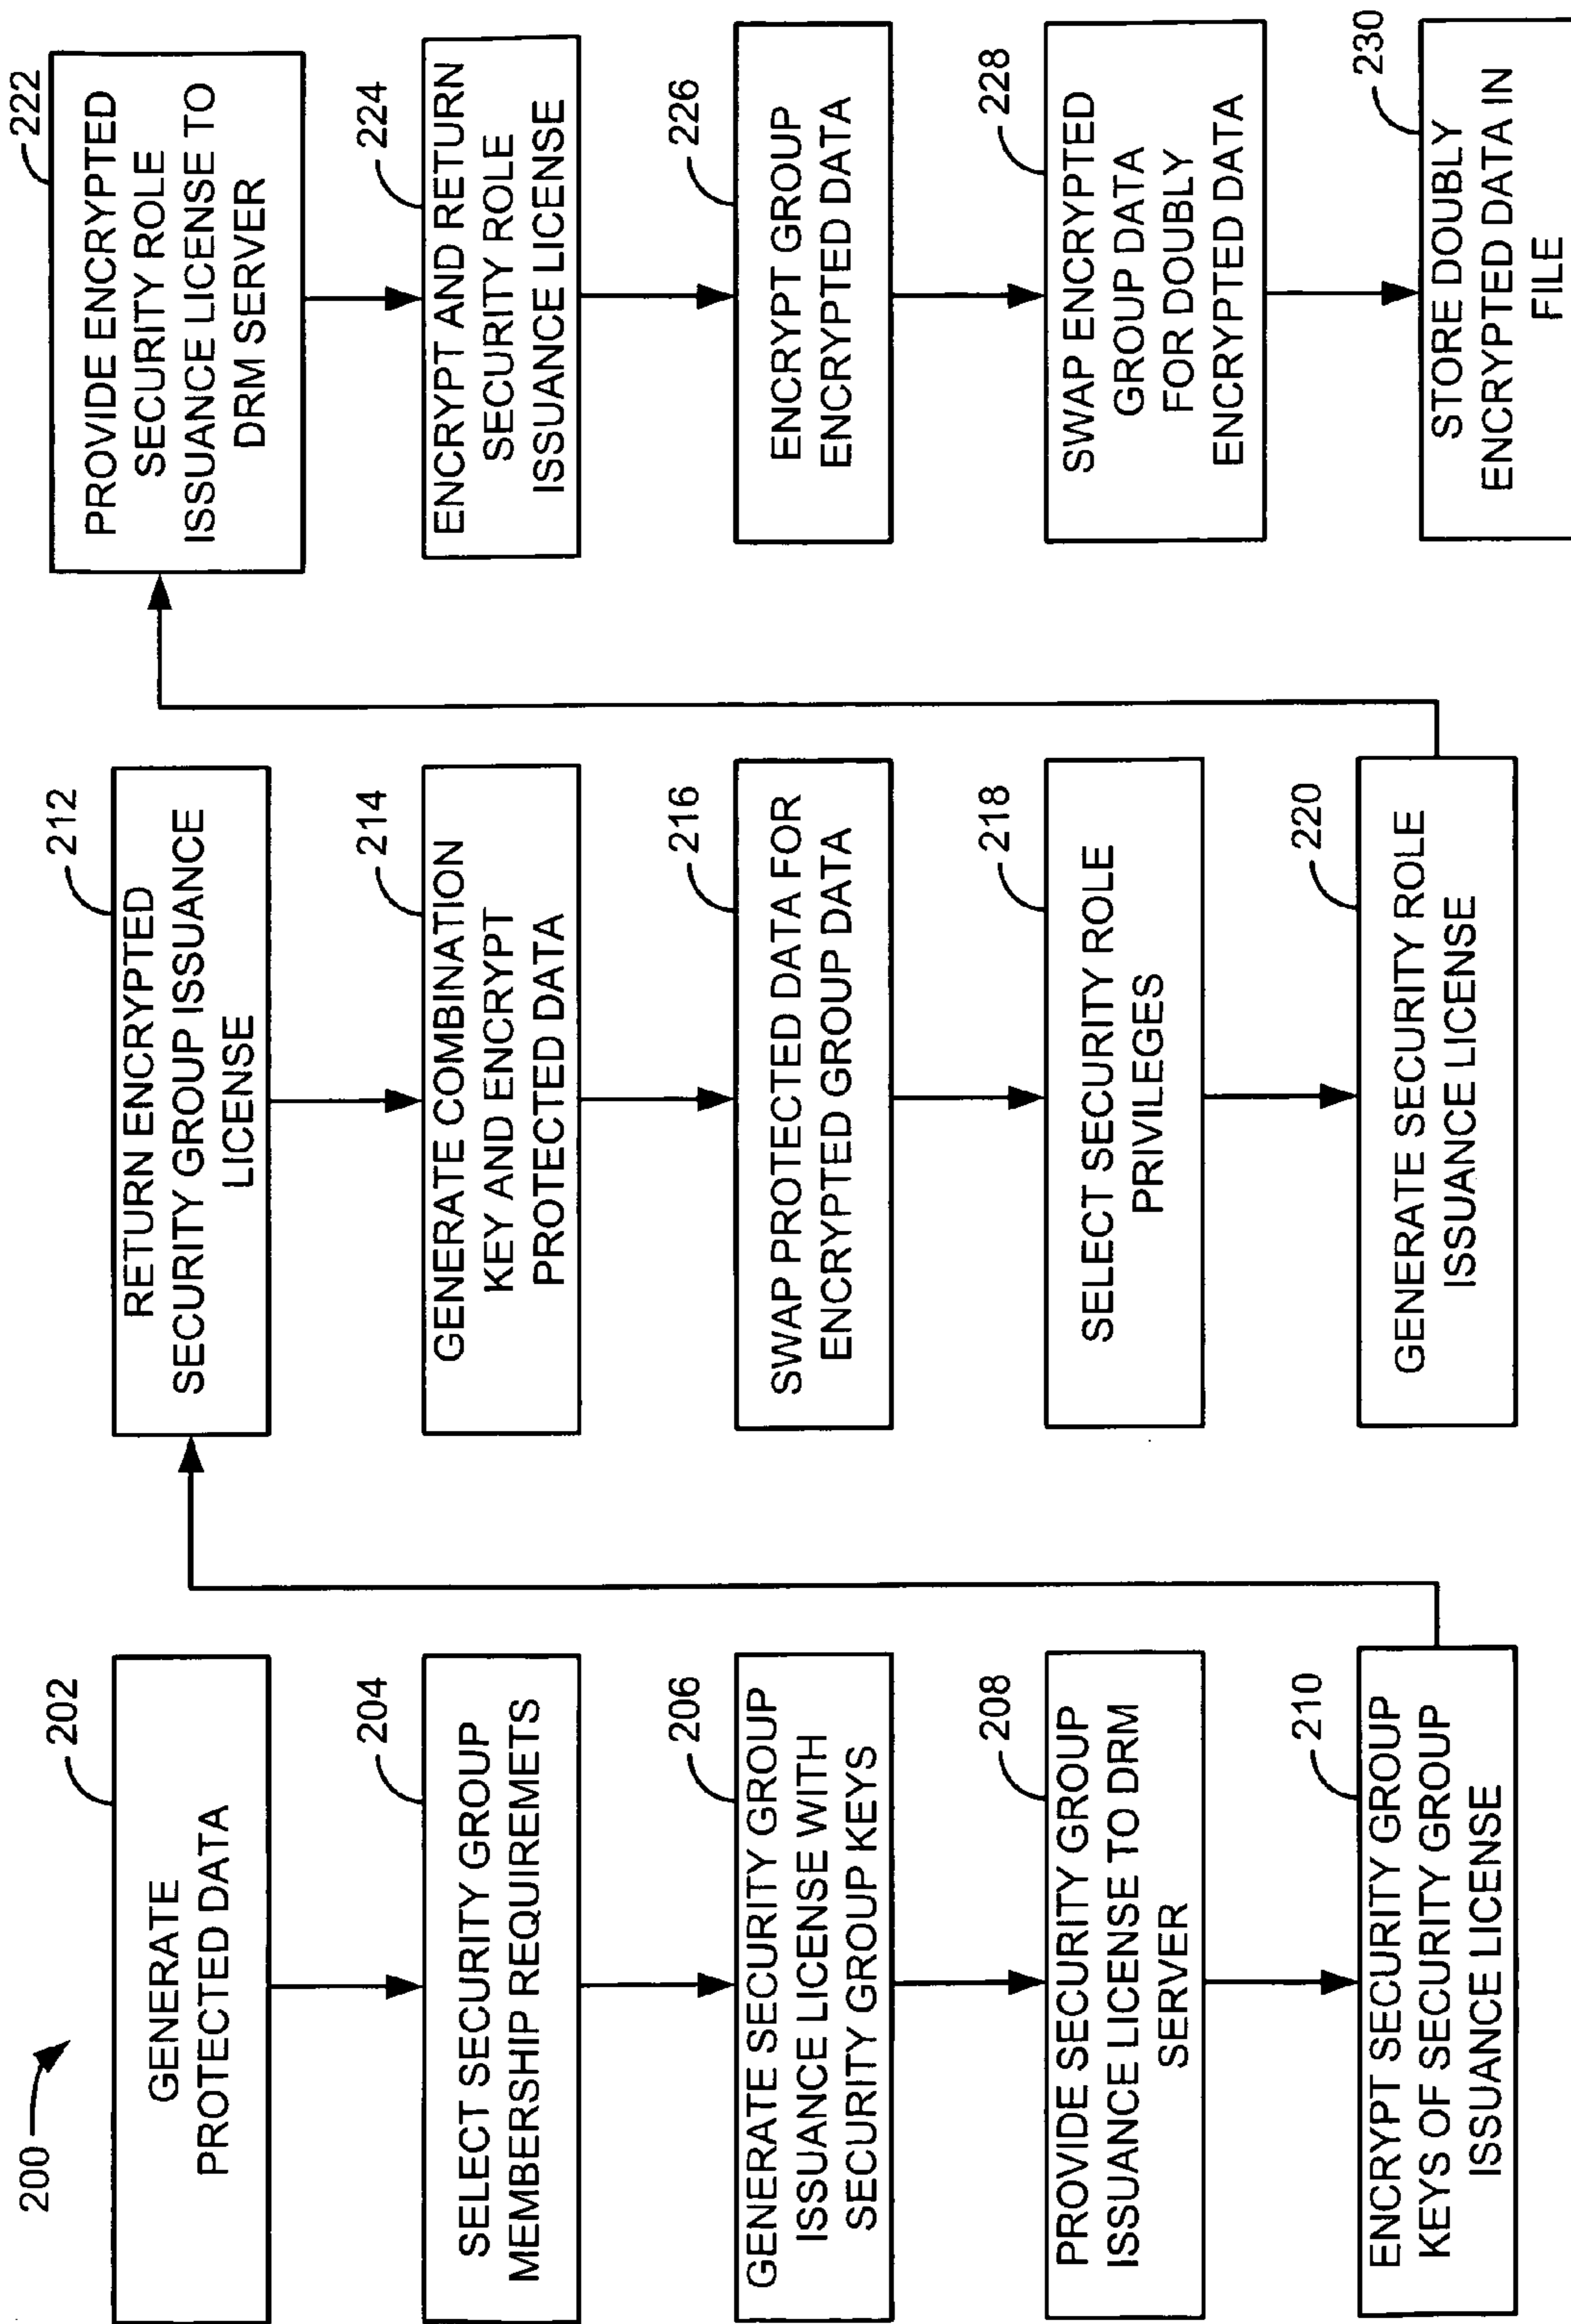 200
202
GENERATE
PROTECTED DATA
204
SELECT SECURITY GROUP
MEMBERSHIP REQUIREMETS
206
GENERATE SECURITY GROUP
ISSUANCE LICENSE WITH
SECURITY GROUP KEYS
208
PROVIDE SECURITY GROUP
ISSUANCE LICENSE TO DRM
SERVER
210
ENCRYPT SECURITY GROUP
KEYS OF SECURITY GROUP
ISSUANCE LICENSE
212
RETURN ENCRYPTED
SECURITY GROUP ISSUANCE
LICENSE
214
GENERATE COMBINATION
KEY AND ENCRYPT
PROTECTED DATA
216
SWAP PROTECTED DATA FOR
ENCRYPTED GROUP DATA
218
SELECT SECURITY ROLE
PRIVILEGES
220
GENERATE SECURITY ROLE
ISSUANCE LICENSE
222
PROVIDE ENCRYPTED
SECURITY ROLE
ISSUANCE LICENSE TO
DRM SERVER
224
ENCRYPT AND RETURN
SECURITY ROLE
ISSUANCE LICENSE
226
ENCRYPT GROUP
ENCRYPTED DATA
228
SWAP ENCRYPTED
GROUP DATA
FOR DOUBLY
ENCRYPTED DATA
230
STORE DOUBLY
ENCRYPTED DATA IN
FILE